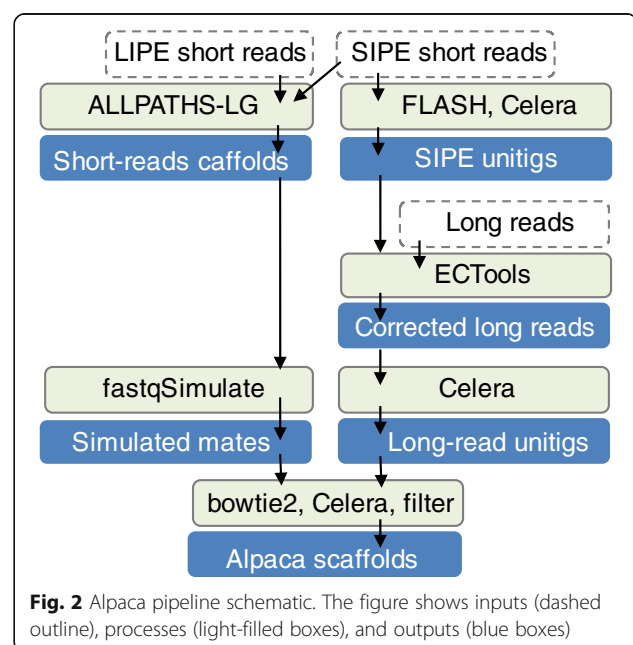 LIPE short reads
SIPE short reads
ALLPATHS-LG
FLASH, Celera
Short-reads caffolds
SIPE unitigs
Long reads
ECTools
Corrected long reads
fastqSimulate
Celera
Simulated mates
Long-read unitigs
bowtie2, Celera, filter
Alpaca scaffolds
Fig. 2 Alpaca pipeline schematic. The figure shows inputs (dashed
outline), processes (light-filled boxes), and outputs (blue boxes)